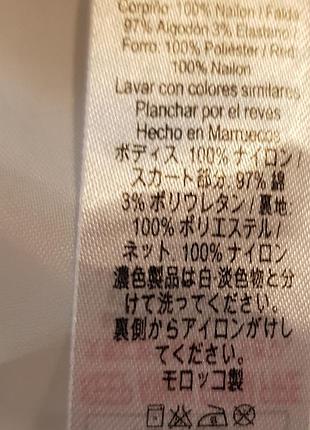 Corpiño: 100% Nailon / Falda
97% Algodón 3% Elastano /
Forro: 100% Poliéster / Red:
100% Nailon
Lavar con colores similares
Planchar por el revés
Hecho en Marruecos
ボディス 100% ナイロン /
スカート部分. 97% 綿
3% ポリウレタン / 裏地.
100% ポリエステル /
ネット. 100% ナイロン
濃色製品は白·淡色物と分
けて洗ってください.
裏側からアイロンがけし
てください.
モロッコ製